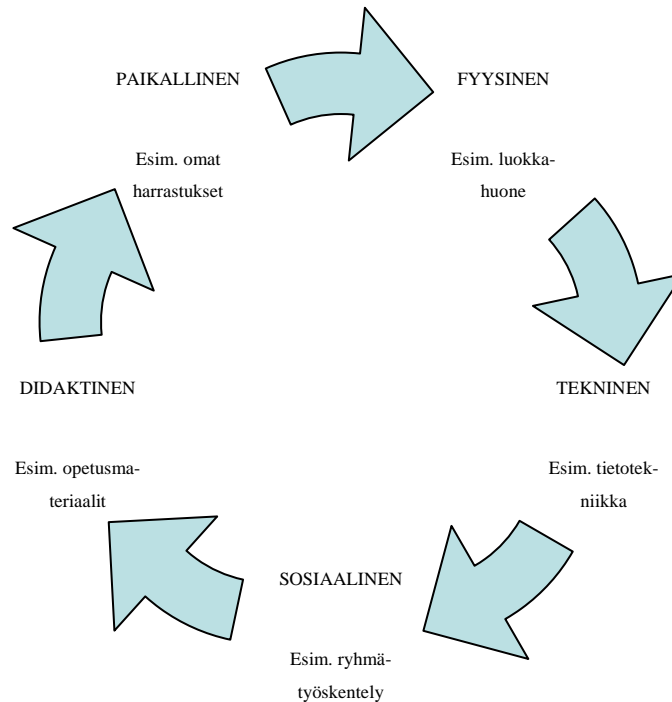 PAIKALLINEN
Esim. omat
harrastukset
FYYSINEN
Esim. luokka-
huone
TEKNINEN
Esim. tietotek-
niikka
SOSIAALINEN
Esim. ryhmä-
työskentely
DIDAKTINEN
Esim. opetusma-
teriaalit